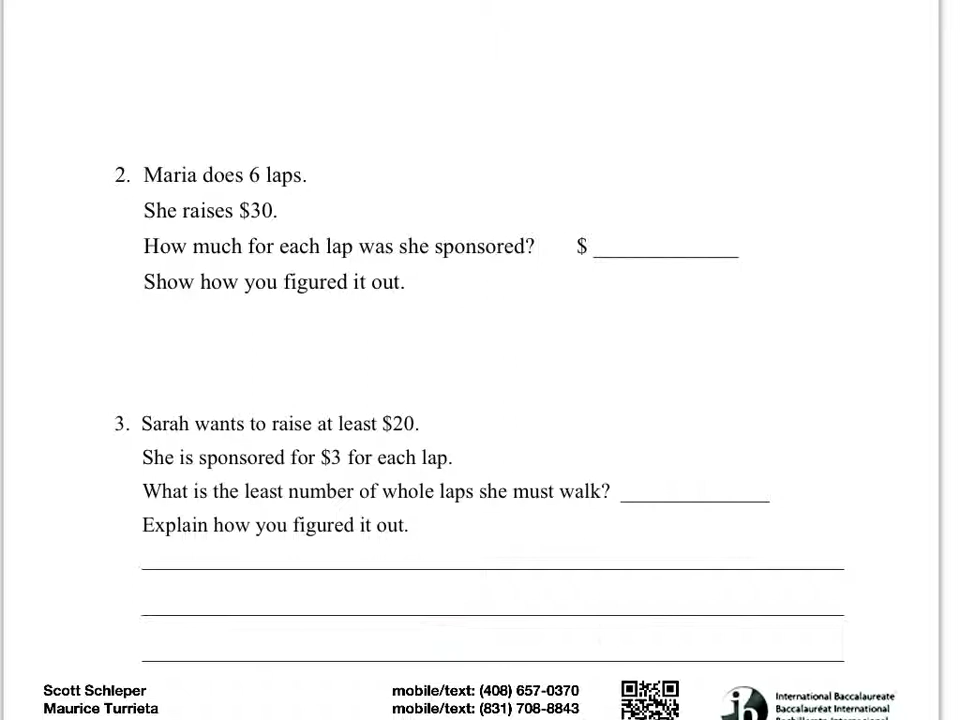 2. Maria does 6 laps.
She raises $30.
How much for each lap was she sponsored? $ ____________
Show how you figured it out.
3. Sarah wants to raise at least $20.
She is sponsored for $3 for each lap.
What is the least number of whole laps she must walk? ____________
Explain how you figured it out.
Scott Schleper mobile/text: (408) 657-0370
Maurice Turrieta mobile/text: (831) 708-8843
International Baccalaureate
Baccalauréat International